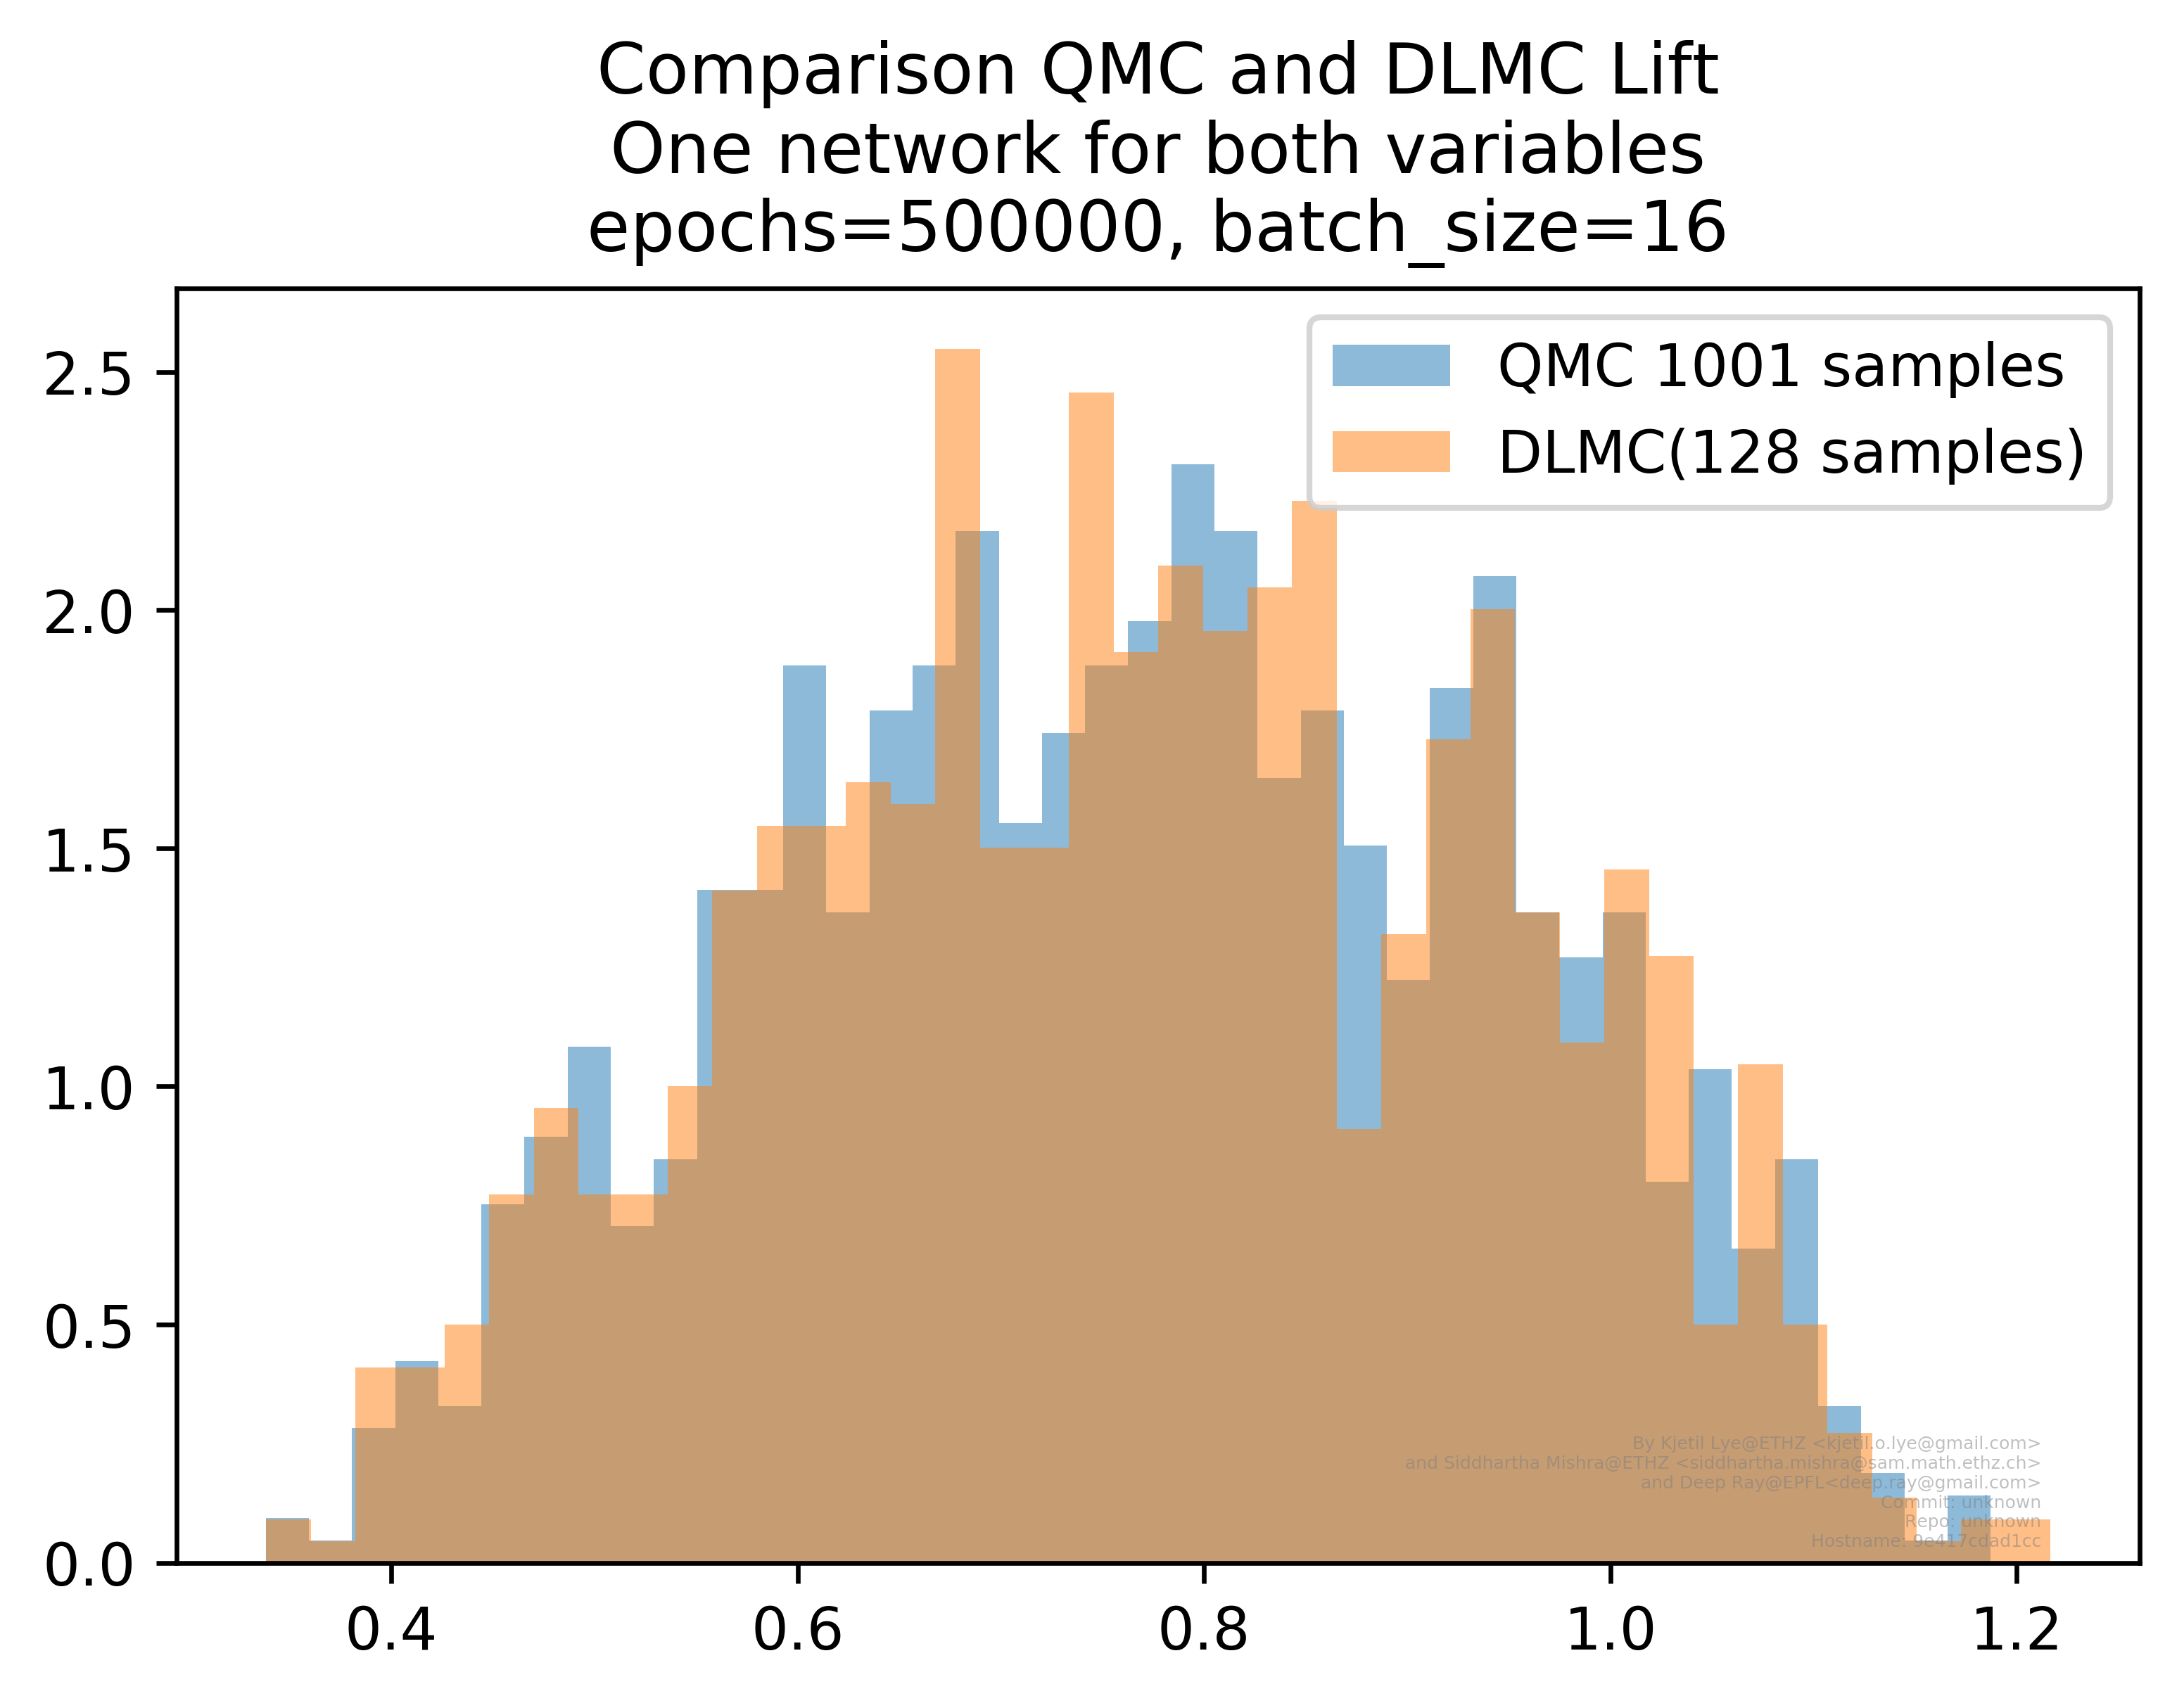 Comparison QMC and DLMC Lift
One network for both variables
epochs=500000, batch_size=16
QMC 1001 samples
DLMC(128 samples)
2.5
2.0
1.5
1.0
0.5
0.0
0.4
0.6
0.8
1.0
1.2
By Kjetil Lye@ETHZ <kjetil.o.lye@gmail.com>
and Siddhartha Mishra@ETHZ <siddhartha.mishra@sam.math.ethz.ch>
and Deep Ray@EPFL<deep.ray@gmail.com>
Commit: unknown
Repo: unknown
Hostname: 9e417cdad1cc